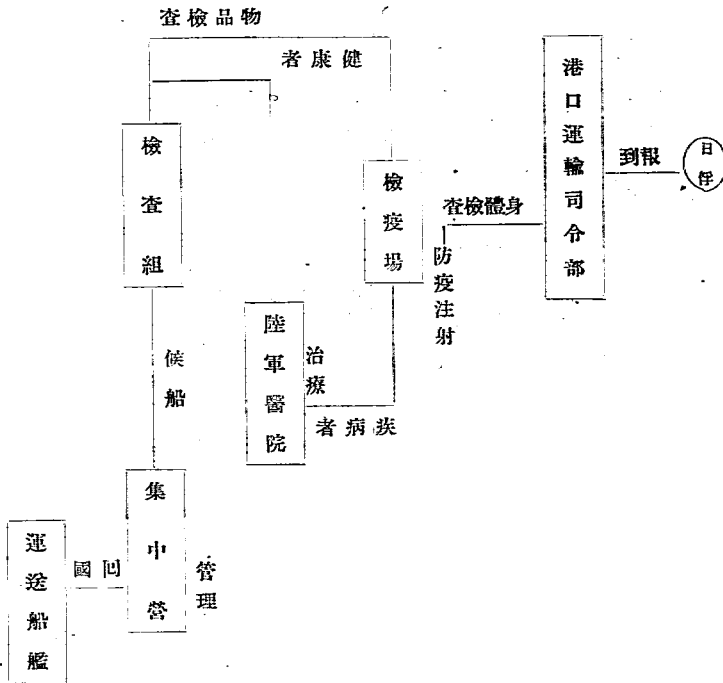 日俘
報到
港口運輸司令部
身體檢查
防疫注射
檢疫場
物品檢查
健康者
疾病者
治療
陸軍醫院
檢查組
候船
集中營
管理
回國
運送船艦